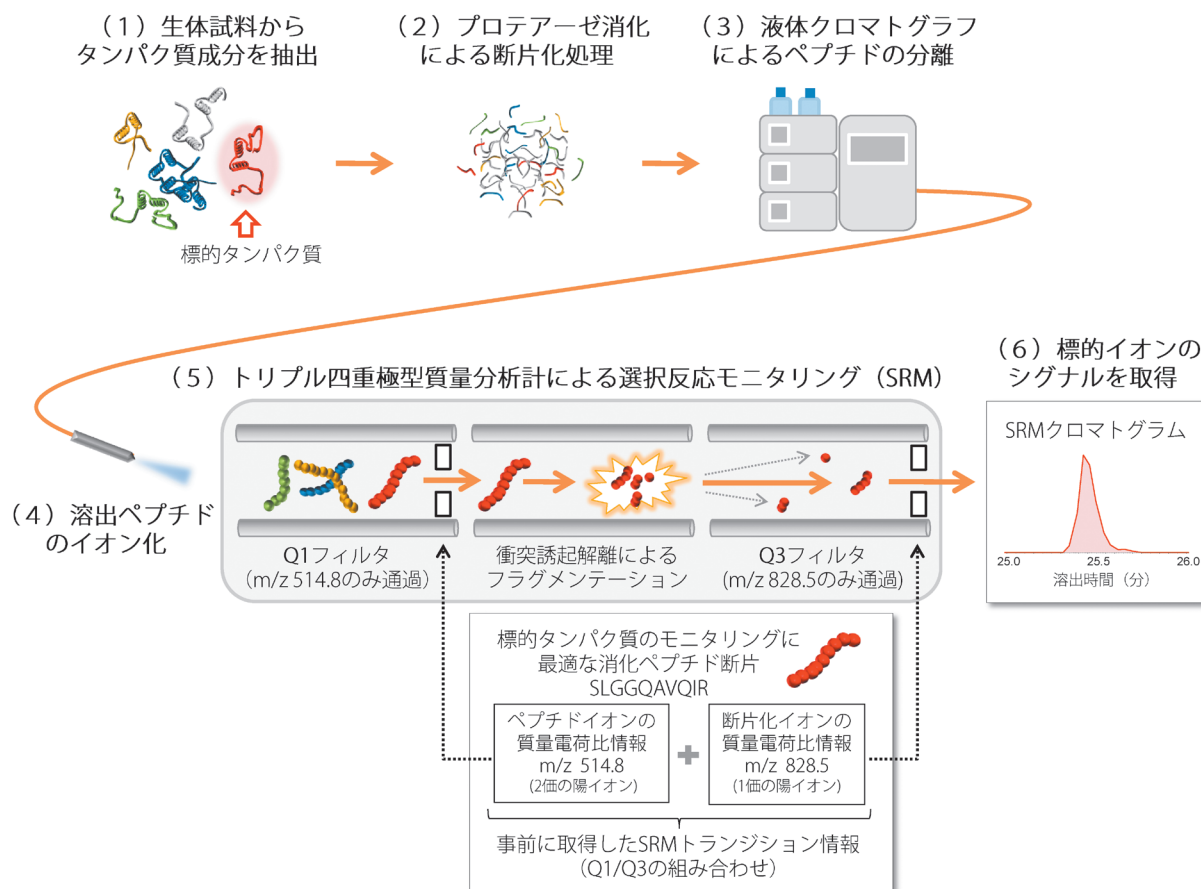 （1）生体試料から
タンパク質成分を抽出
（2）プロテアーゼ消化
による断片化処理
（3）液体クロマトグラフ
によるペプチドの分離
標的タンパク質
（4）溶出ペプチド
のイオン化
（5）トリプル四重極型質量分析計による選択反応モニタリング（SRM）
Q1フィルタ
（m/z 514.8のみ通過）
衝突誘起解離による
フラグメンテーション
Q3フィルタ
（m/z 828.5のみ通過）
（6）標的イオンの
シグナルを取得
SRMクロマトグラム
25.0 25.5 26.0
溶出時間（分）
標的タンパク質のモニタリングに
最適な消化ペプチド断片
SLGGQAVQIR
ペプチドイオンの
質量電荷比情報
m/z 514.8
(2価の陽イオン)
断片化イオンの
質量電荷比情報
m/z 828.5
(1価の陽イオン)
事前に取得したSRMトランジション情報
（Q1/Q3の組み合わせ）